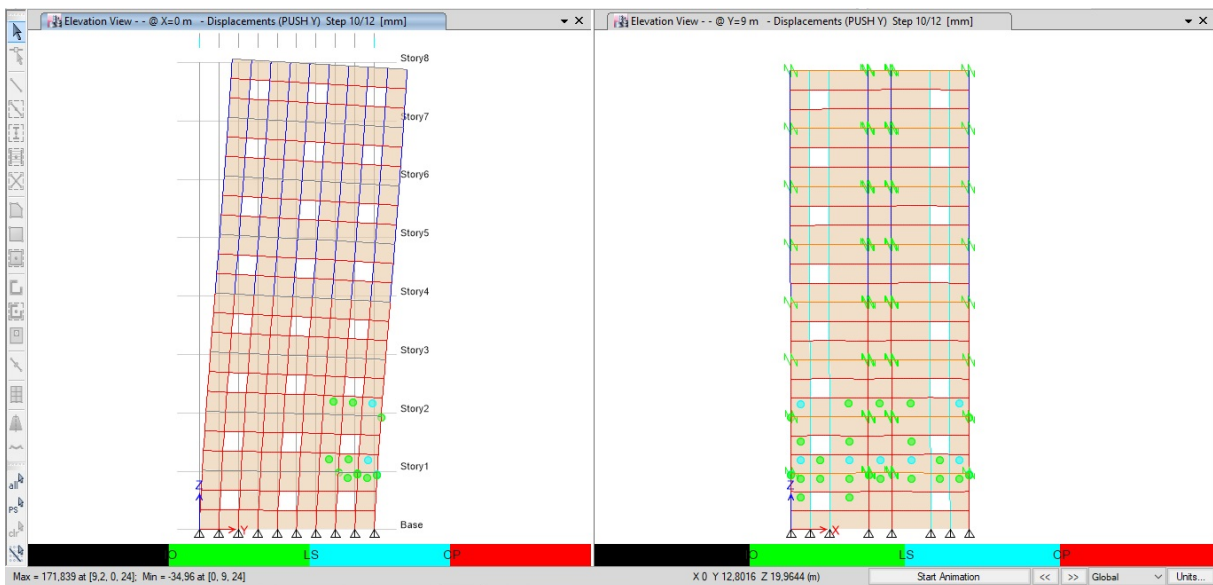 Elevation View - - @ X=0 m - Displacements (PUSH Y) Step 10/12 [mm]
Elevation View - - @ Y=9 m - Displacements (PUSH Y) Step 10/12 [mm]
Story8
Story7
Story6
Story5
Story4
Story3
Story2
Story1
Base
Z
Y
Z
X
all
PS
clr
IO
LS
CP
IO
LS
CP
Max = 171,839 at [9,2, 0, 24]; Min = -34,96 at [0, 9, 24]
X 0 Y 12,8016 Z 19,9644 (m)
Start Animation
<<
>>
Global
Units...